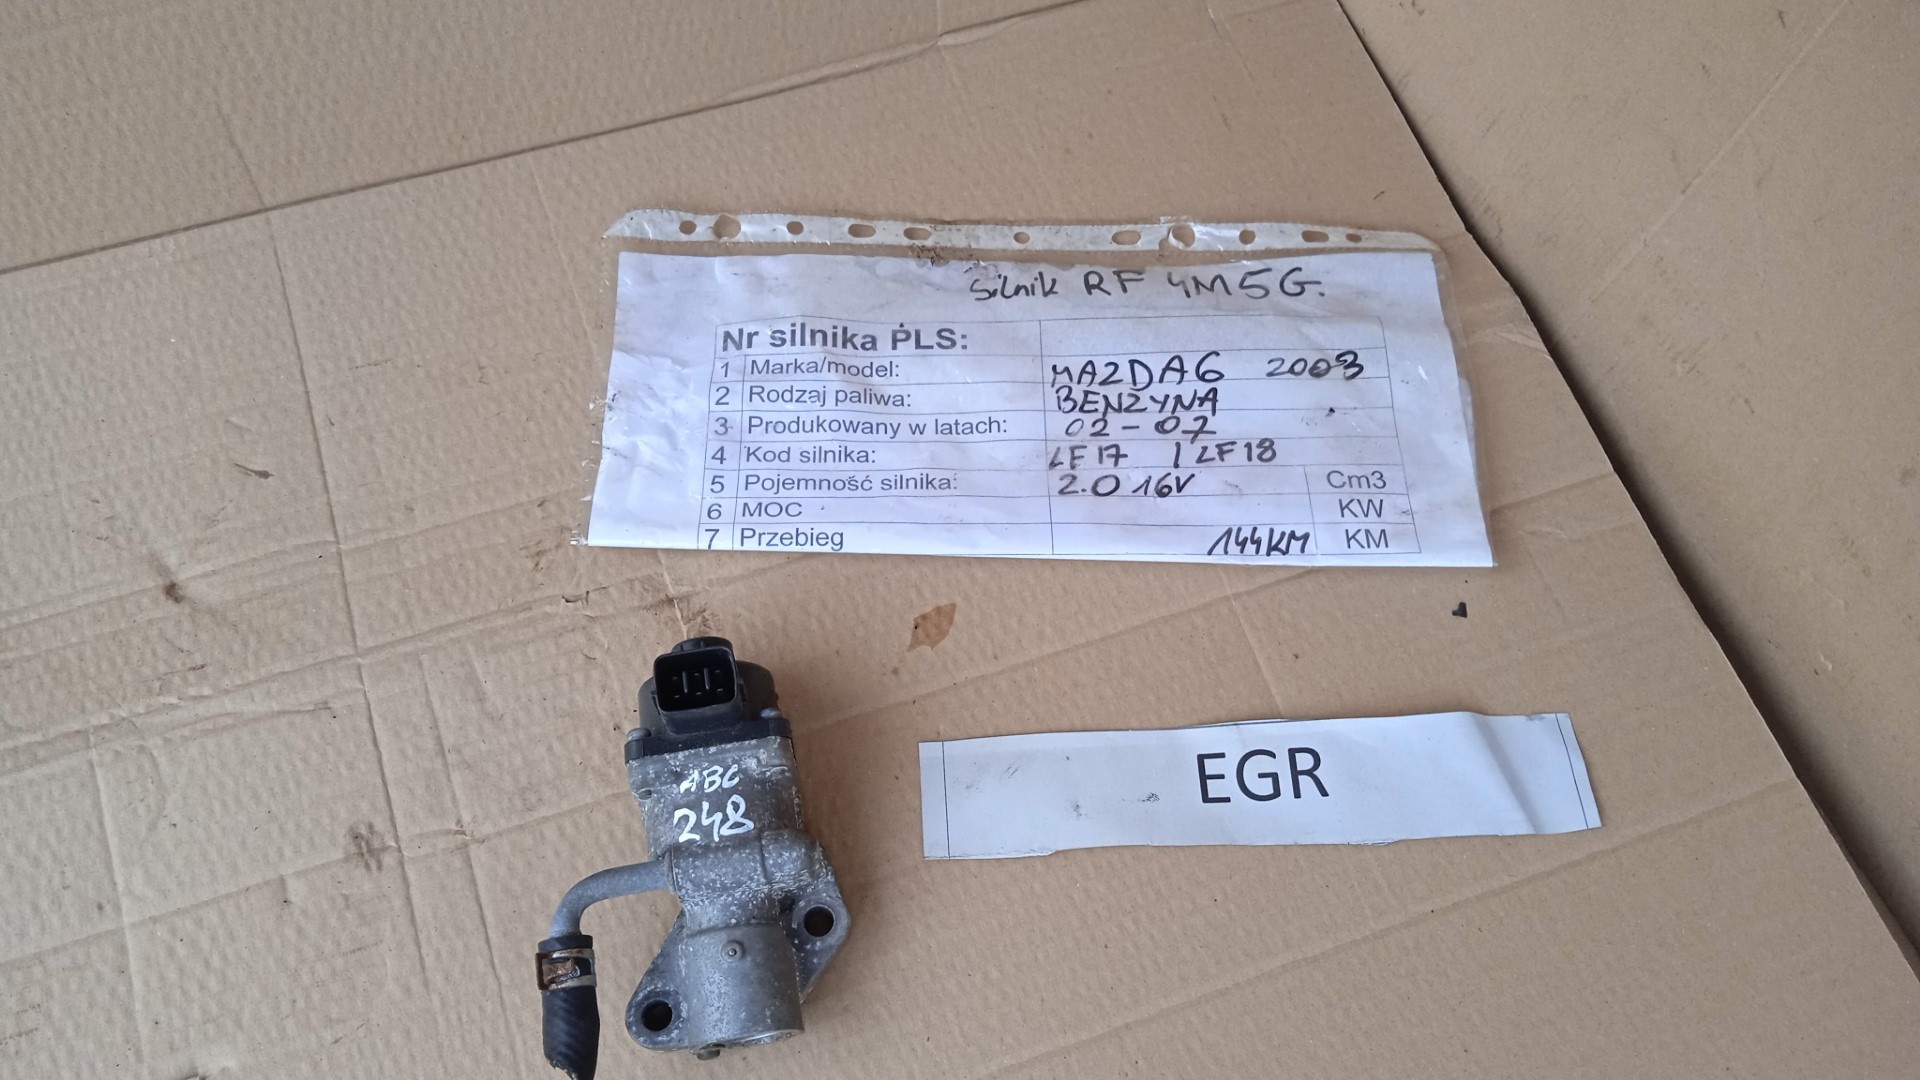 Silnik RF 4M5G.
Nr silnika PLS:
1 Marka/model: MAZDA6 2003
2 Rodzaj paliwa: BENZYNA
3 Produkowany w latach: 02-07
4 Kod silnika: LF17 / LF18
5 Pojemność silnika: 2.0 16V Cm3
6 MOC KW
7 Przebieg 144KM KM
EGR
ABC
248